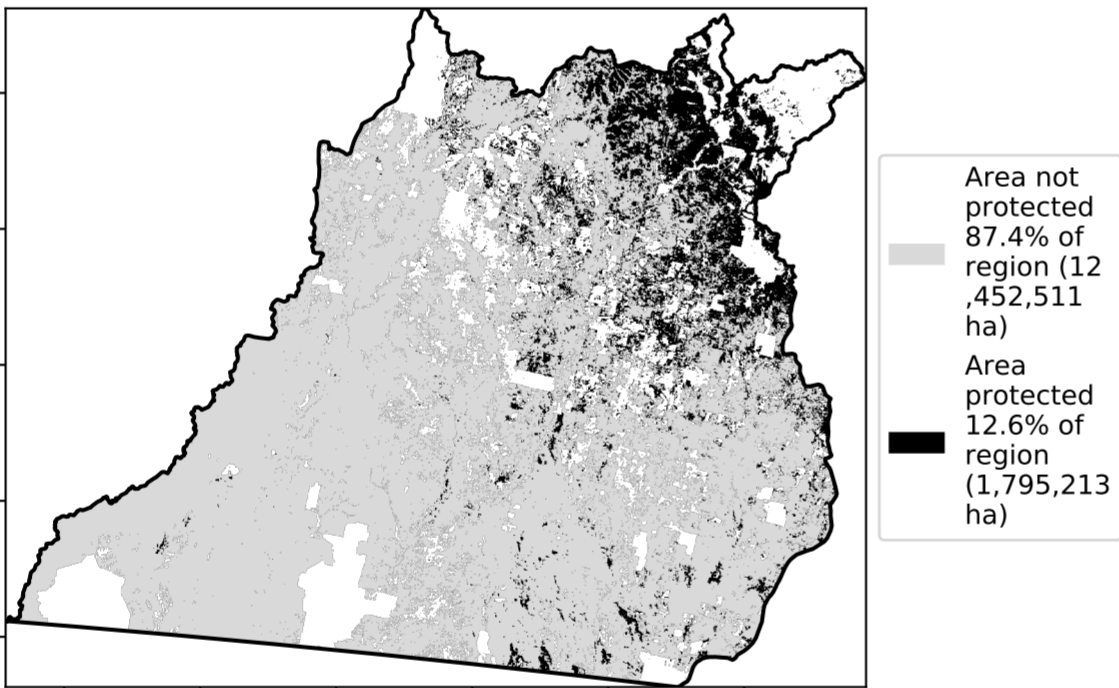 Area not
protected
87.4% of
region (12
,452,511
ha)
Area
protected
12.6% of
region
(1,795,213
ha)